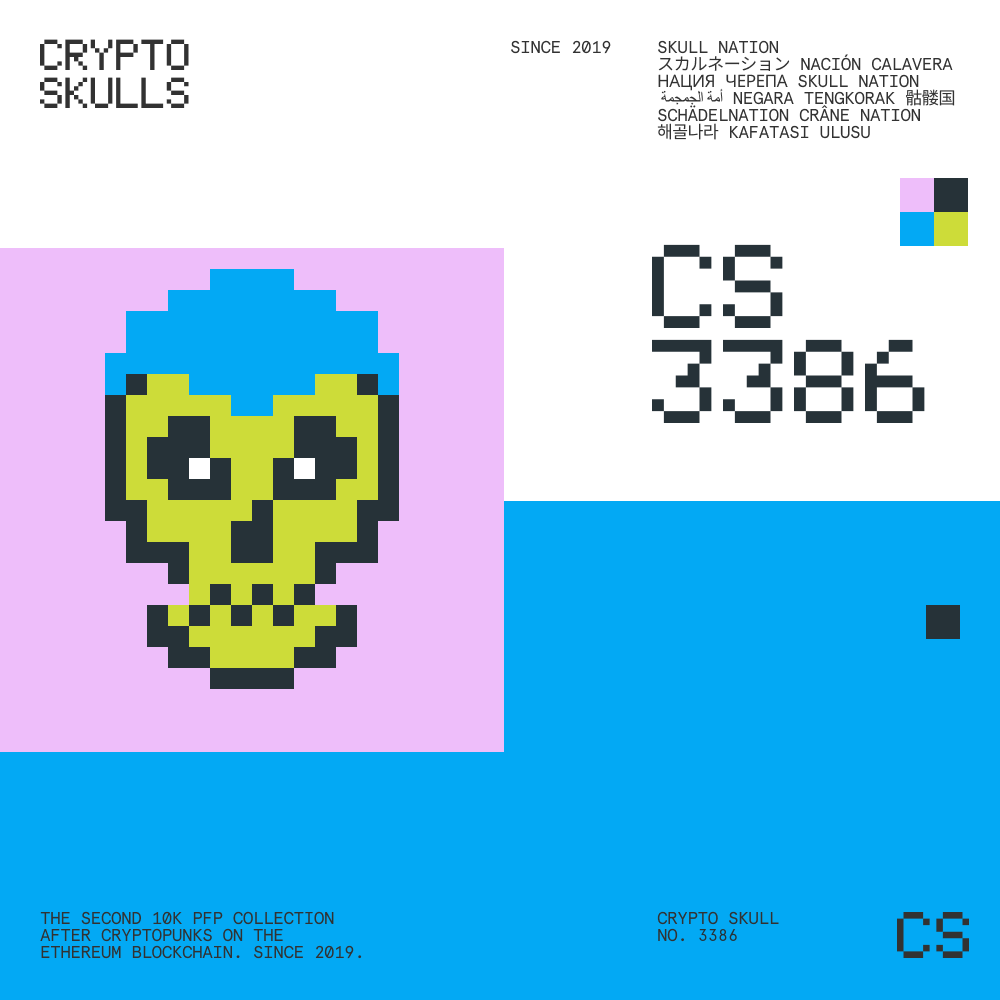 CRYPTO
SKULLS
SINCE 2019
SKULL NATION
スカルネーション NACIÓN CALAVERA
НАЦИЯ ЧЕРЕПА SKULL NATION
أمة الجمجمة NEGARA TENGKORAK 骷髅国
SCHÄDELNATION CRÂNE NATION
해골나라 KAFATASI ULUSU
CS
3386
THE SECOND 10K PFP COLLECTION
AFTER CRYPTOPUNKS ON THE
ETHEREUM BLOCKCHAIN. SINCE 2019.
CRYPTO SKULL
NO. 3386
CS